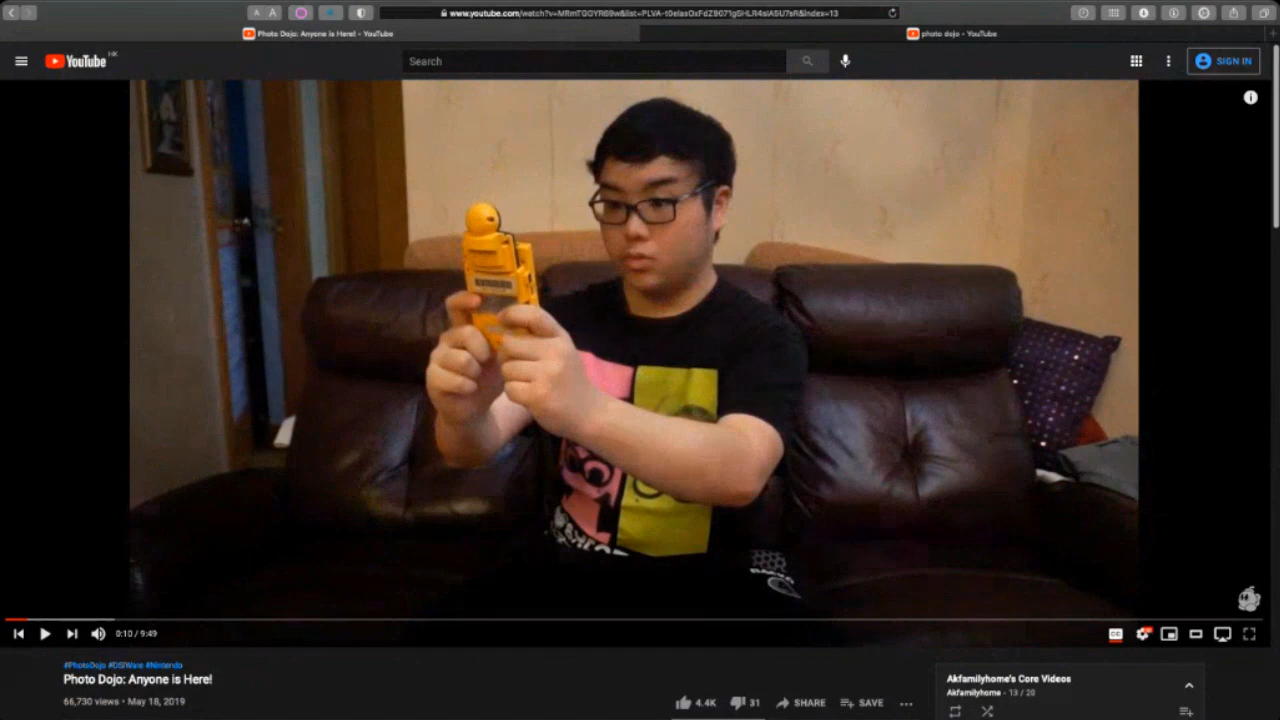 A A
www.youtube.com/watch?v=MRmTGGYR69w&list=PLVA-t0elasOxFdZ9071gSHLR4siA5U7sR&index=13
Photo Dojo: Anyone is Here! - YouTube
photo dojo - YouTube
YouTube HK
Search
SIGN IN
0:10 / 9:49
CC
#PhotoDojo #DSiWare #Nintendo
Photo Dojo: Anyone is Here!
66,730 views • May 18, 2019
4.4K
31
SHARE
SAVE
Akfamilyhome's Core Videos
Akfamilyhome - 13 / 20